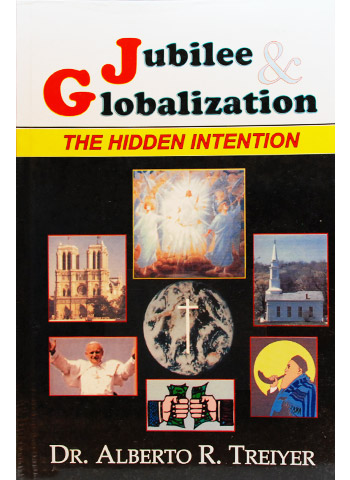 Jubilee &
Globalization
THE HIDDEN INTENTION
DR. ALBERTO R. TREIYER